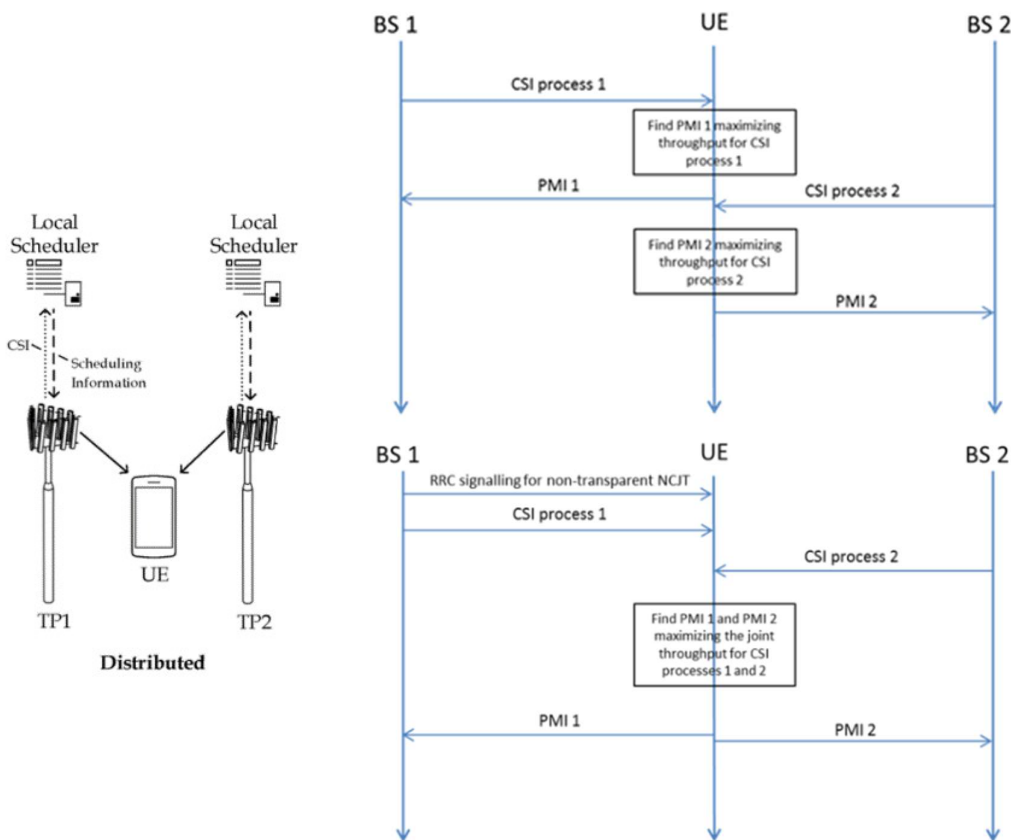 Local
Scheduler
Local
Scheduler
CSI
Scheduling
Information
UE
TP1
TP2
Distributed
BS 1
UE
BS 2
CSI process 1
Find PMI 1 maximizing
throughput for CSI
process 1
PMI 1
CSI process 2
Find PMI 2 maximizing
throughput for CSI
process 2
PMI 2
BS 1
UE
BS 2
RRC signalling for non-transparent NCJT
CSI process 1
CSI process 2
Find PMI 1 and PMI 2
maximizing the joint
throughput for CSI
processes 1 and 2
PMI 1
PMI 2